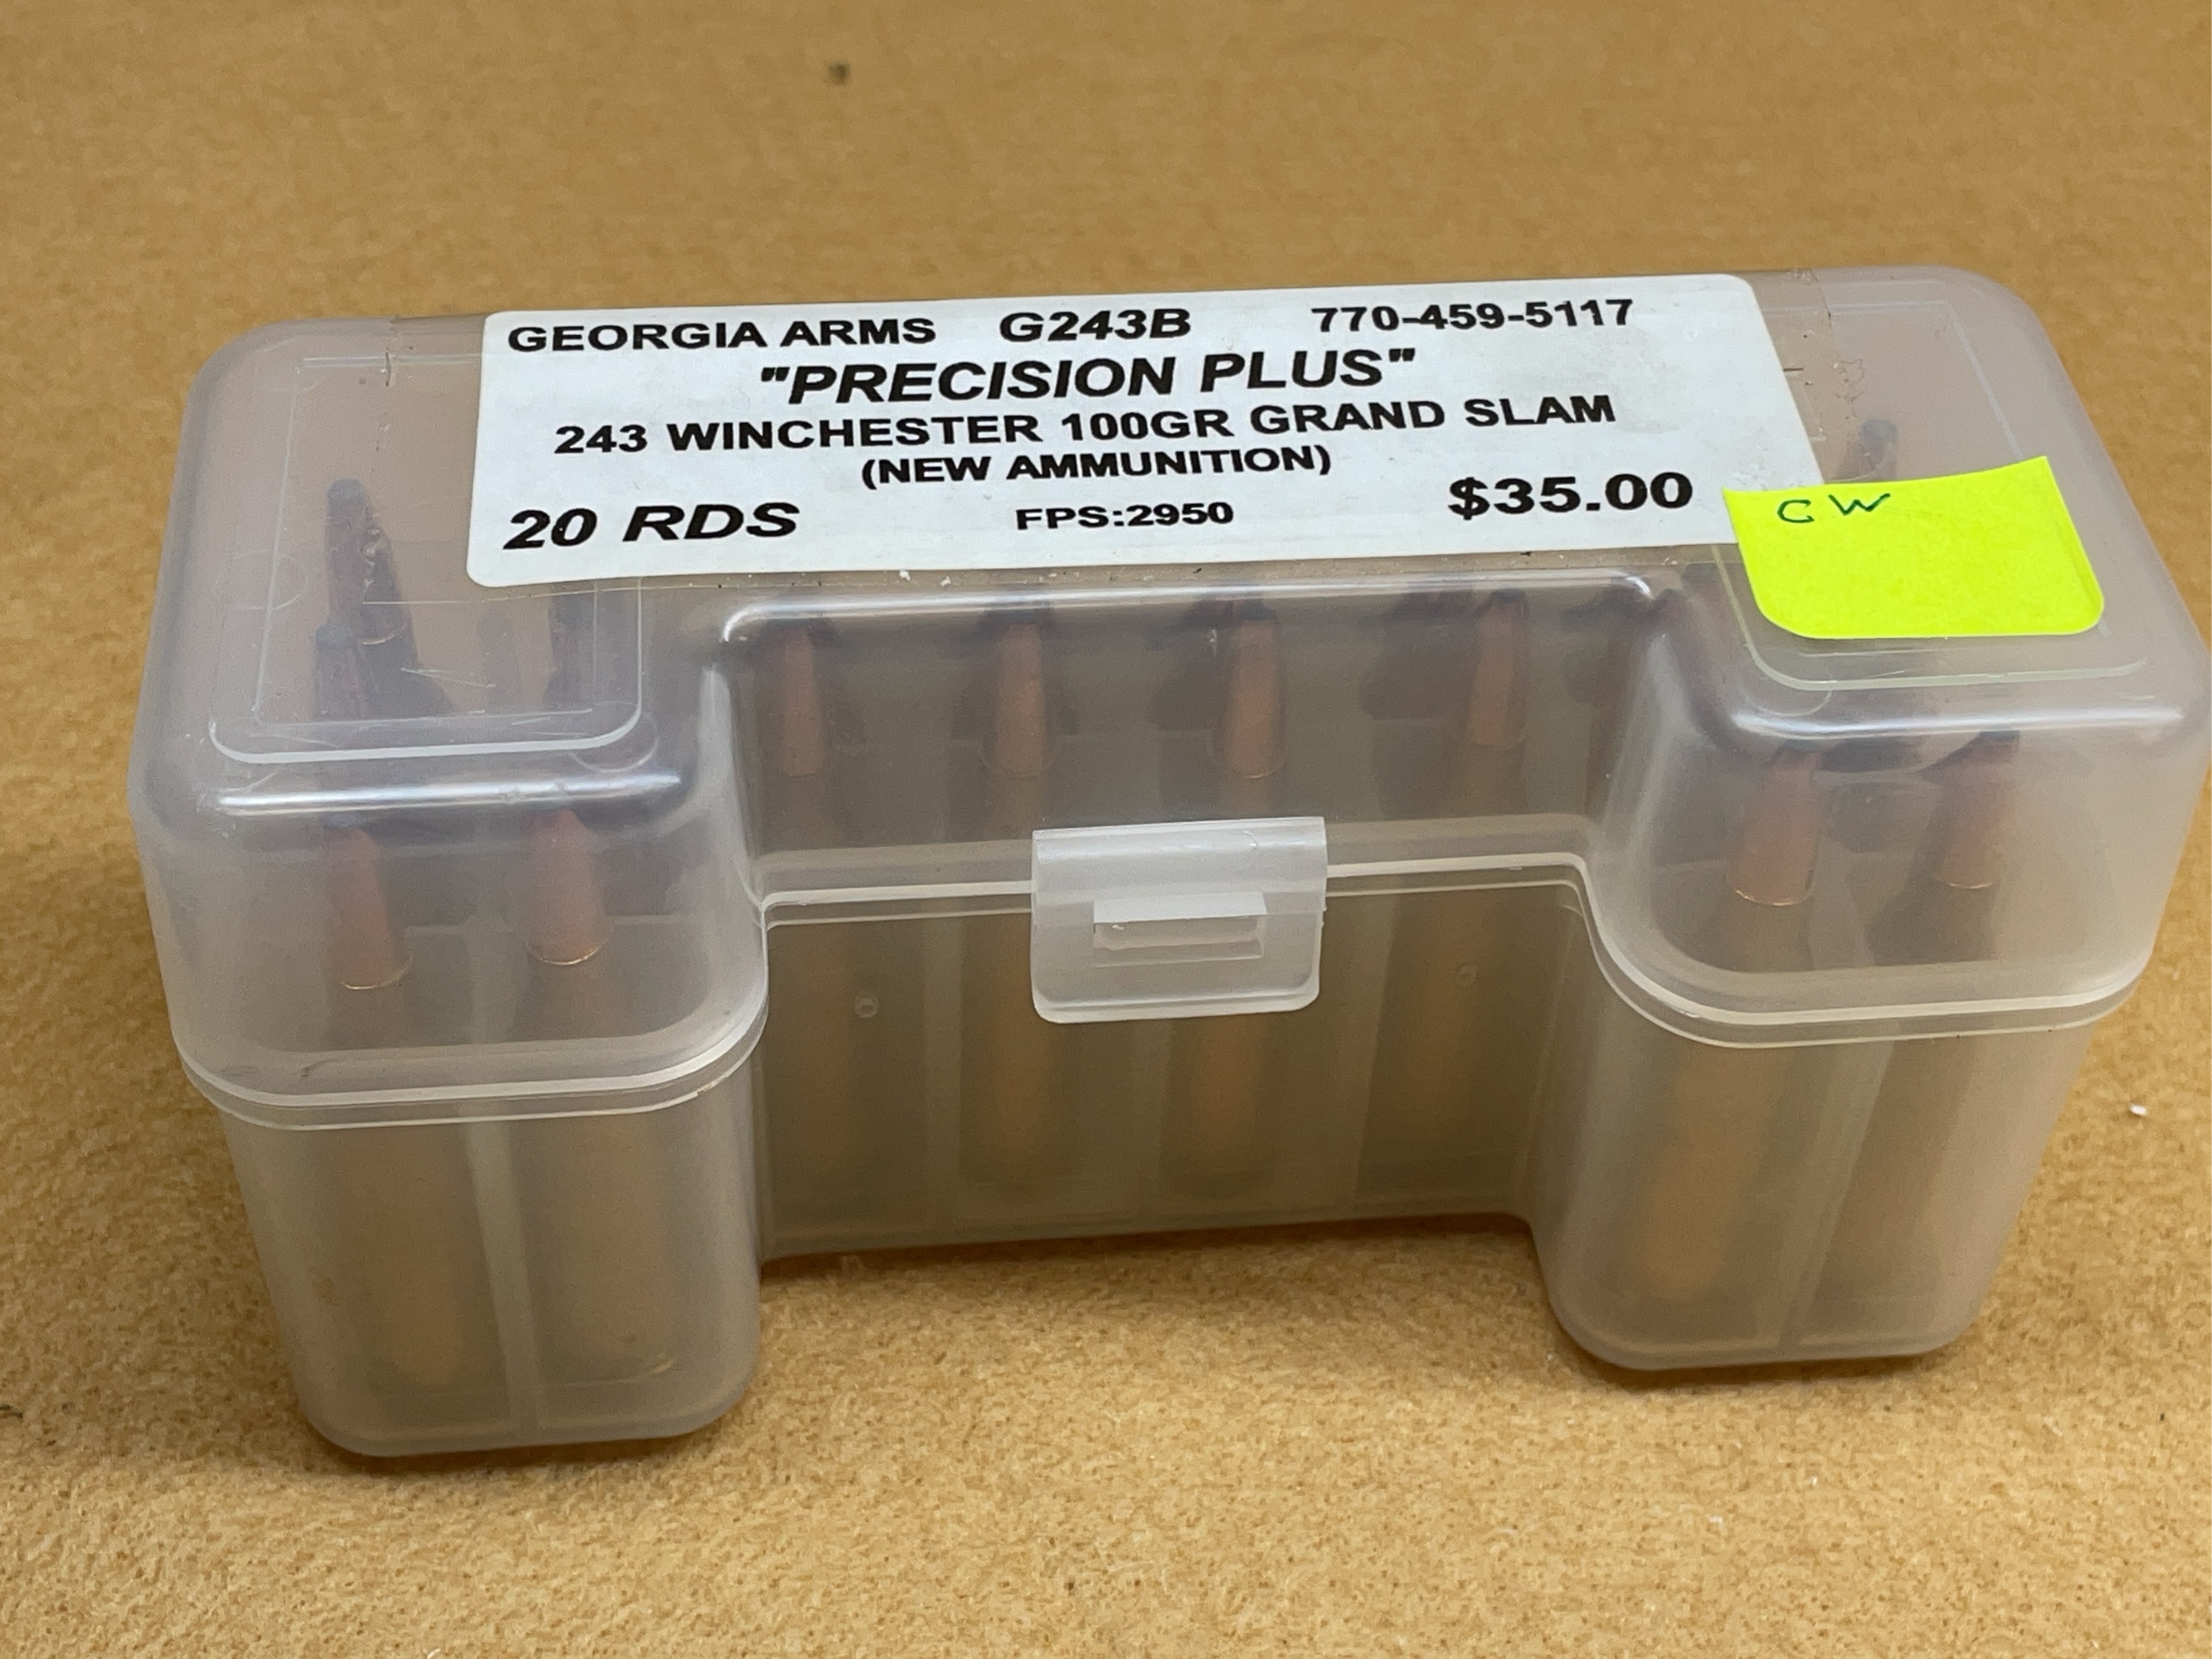 GEORGIA ARMS G243B 770-459-5117
"PRECISION PLUS"
243 WINCHESTER 100GR GRAND SLAM
(NEW AMMUNITION)
20 RDS FPS:2950 $35.00
CW